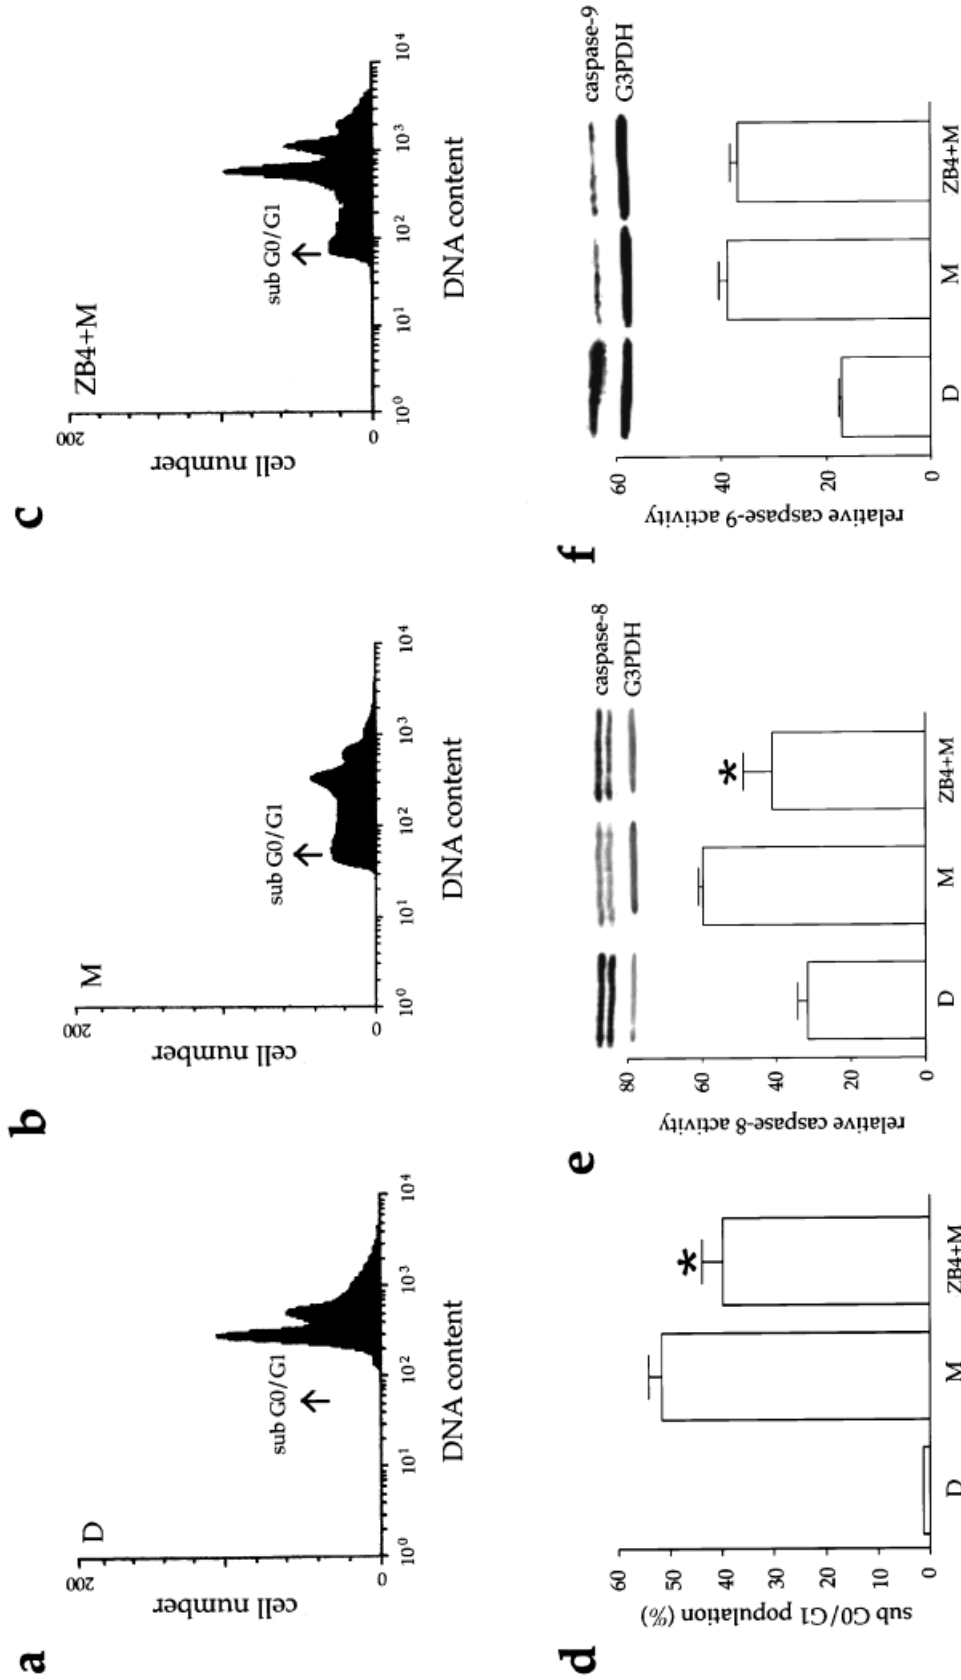 a
D
200
cell number
0
sub G0/G1
10⁰ 10¹ 10² 10³ 10⁴
DNA content
b
M
200
cell number
0
sub G0/G1
10⁰ 10¹ 10² 10³ 10⁴
DNA content
c
ZB4+M
200
cell number
0
sub G0/G1
10⁰ 10¹ 10² 10³ 10⁴
DNA content
d
sub G0/G1 population (%)
60
50
40
30
20
10
0
*
D M ZB4+M
e
caspase-8
G3PDH
relative caspase-8 activity
80
60
40
20
0
*
D M ZB4+M
f
caspase-9
G3PDH
relative caspase-9 activity
60
40
20
0
D M ZB4+M